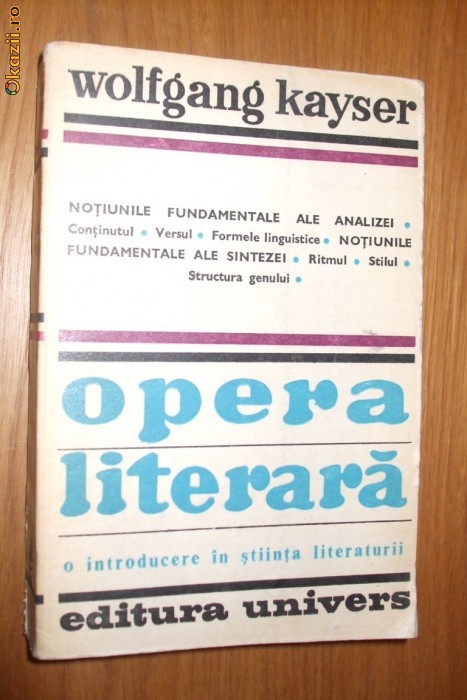 Okazii.ro
wolfgang kayser
NOȚIUNILE FUNDAMENTALE ALE ANALIZEI •
Conținutul • Versul • Formele lingvistice • NOȚIUNILE
FUNDAMENTALE ALE SINTEZEI • Ritmul • Stilul •
Structura genului •
opera
literară
o introducere în știința literaturii
editura univers